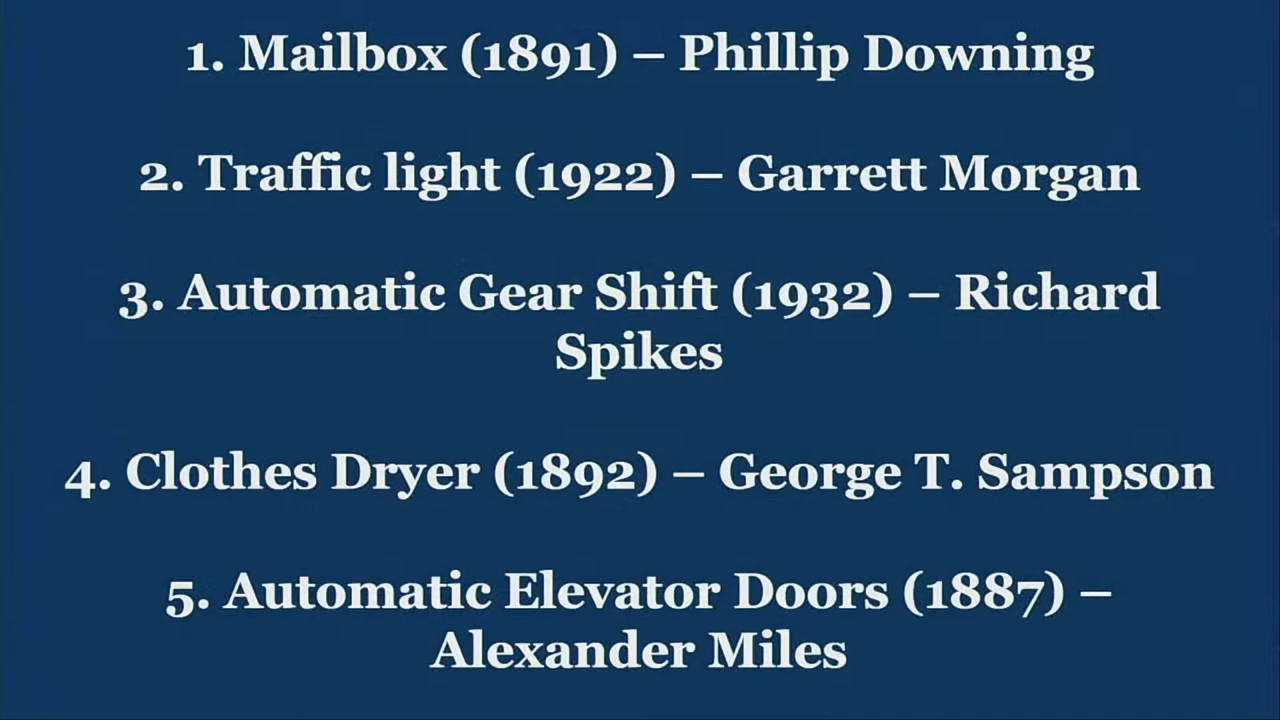 1. Mailbox (1891) – Phillip Downing
2. Traffic light (1922) – Garrett Morgan
3. Automatic Gear Shift (1932) – Richard
Spikes
4. Clothes Dryer (1892) – George T. Sampson
5. Automatic Elevator Doors (1887) –
Alexander Miles